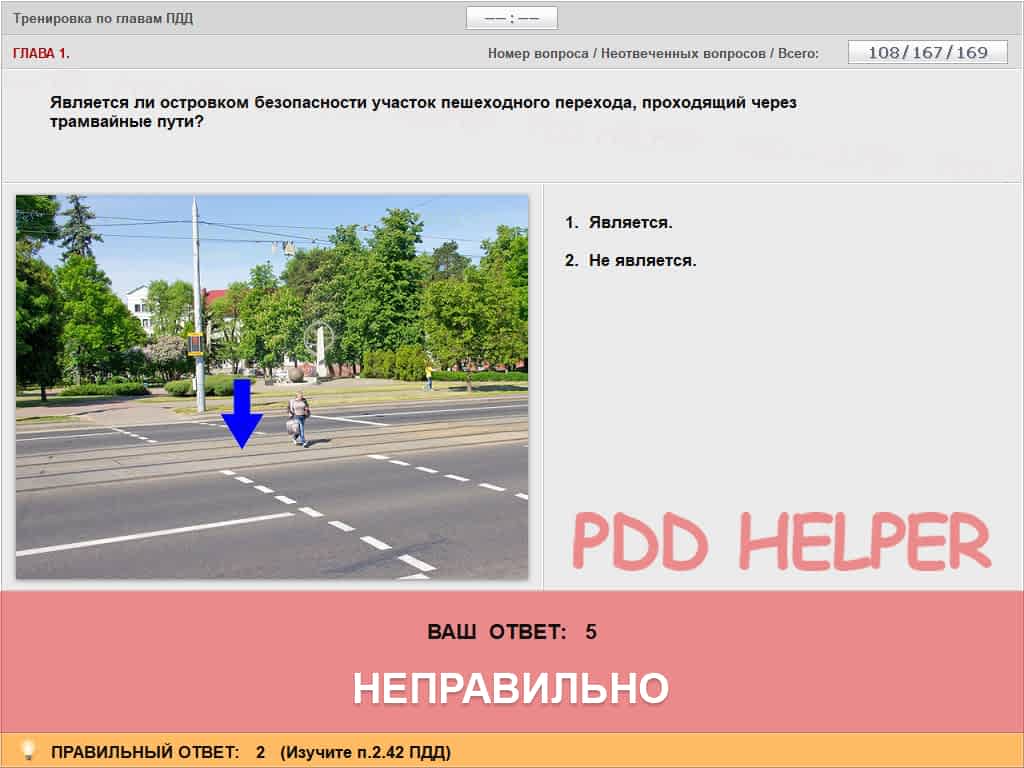 Тренировка по главам ПДД
–– : ––
ГЛАВА 1.
Номер вопроса / Неотвеченных вопросов / Всего:
108/167/169
Является ли островком безопасности участок пешеходного перехода, проходящий через
трамвайные пути?
1. Является.
2. Не является.
PDD HELPER
ВАШ ОТВЕТ: 5
НЕПРАВИЛЬНО
ПРАВИЛЬНЫЙ ОТВЕТ: 2 (Изучите п.2.42 ПДД)